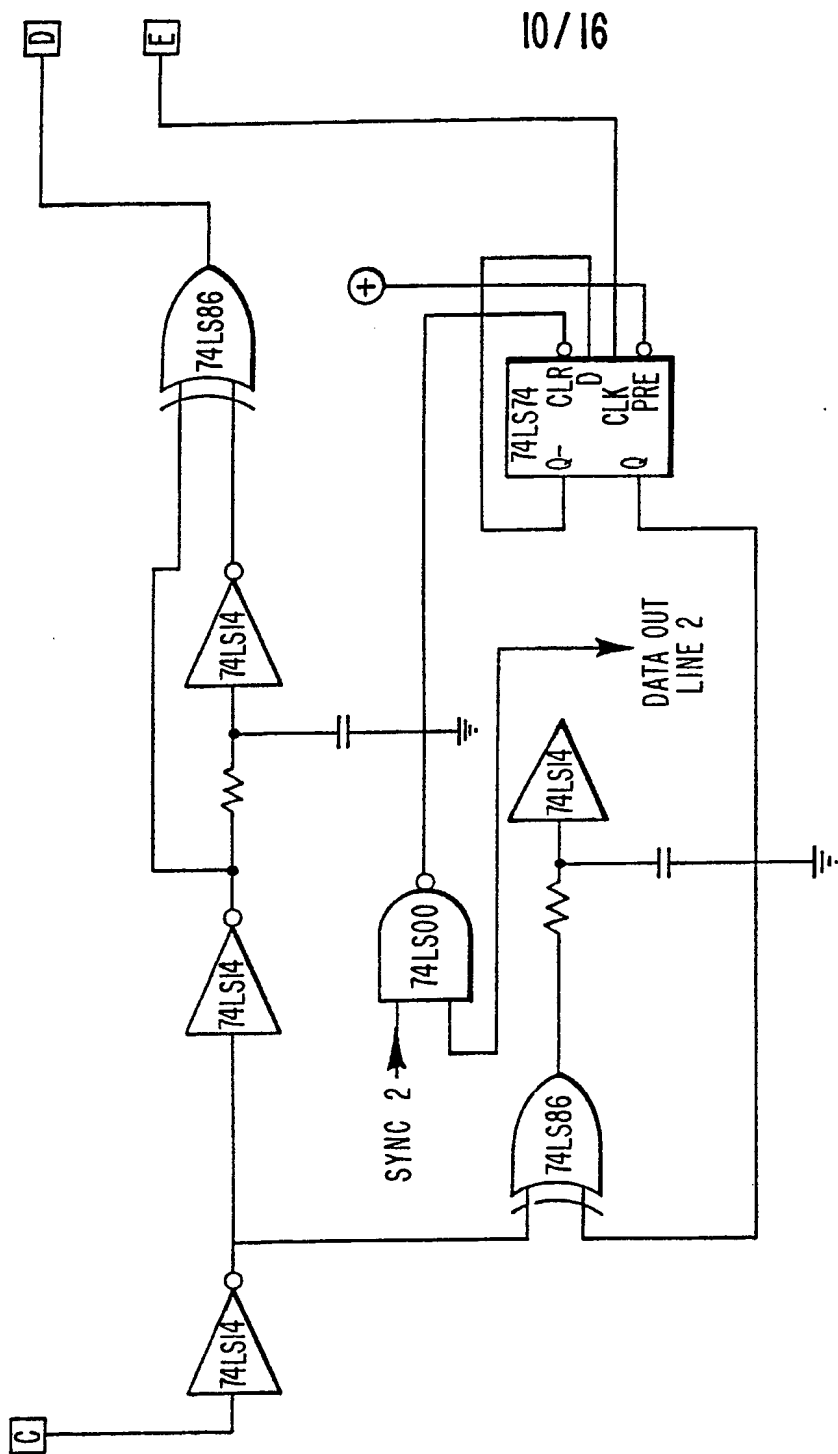 10/16
D
E
C
74LS86
74LS14
74LS14
74LS14
+
SYNC 2
74LS00
74LS14
74LS86
DATA OUT
LINE 2
74LS74
Q-
Q
CLR
D
CLK
PRE